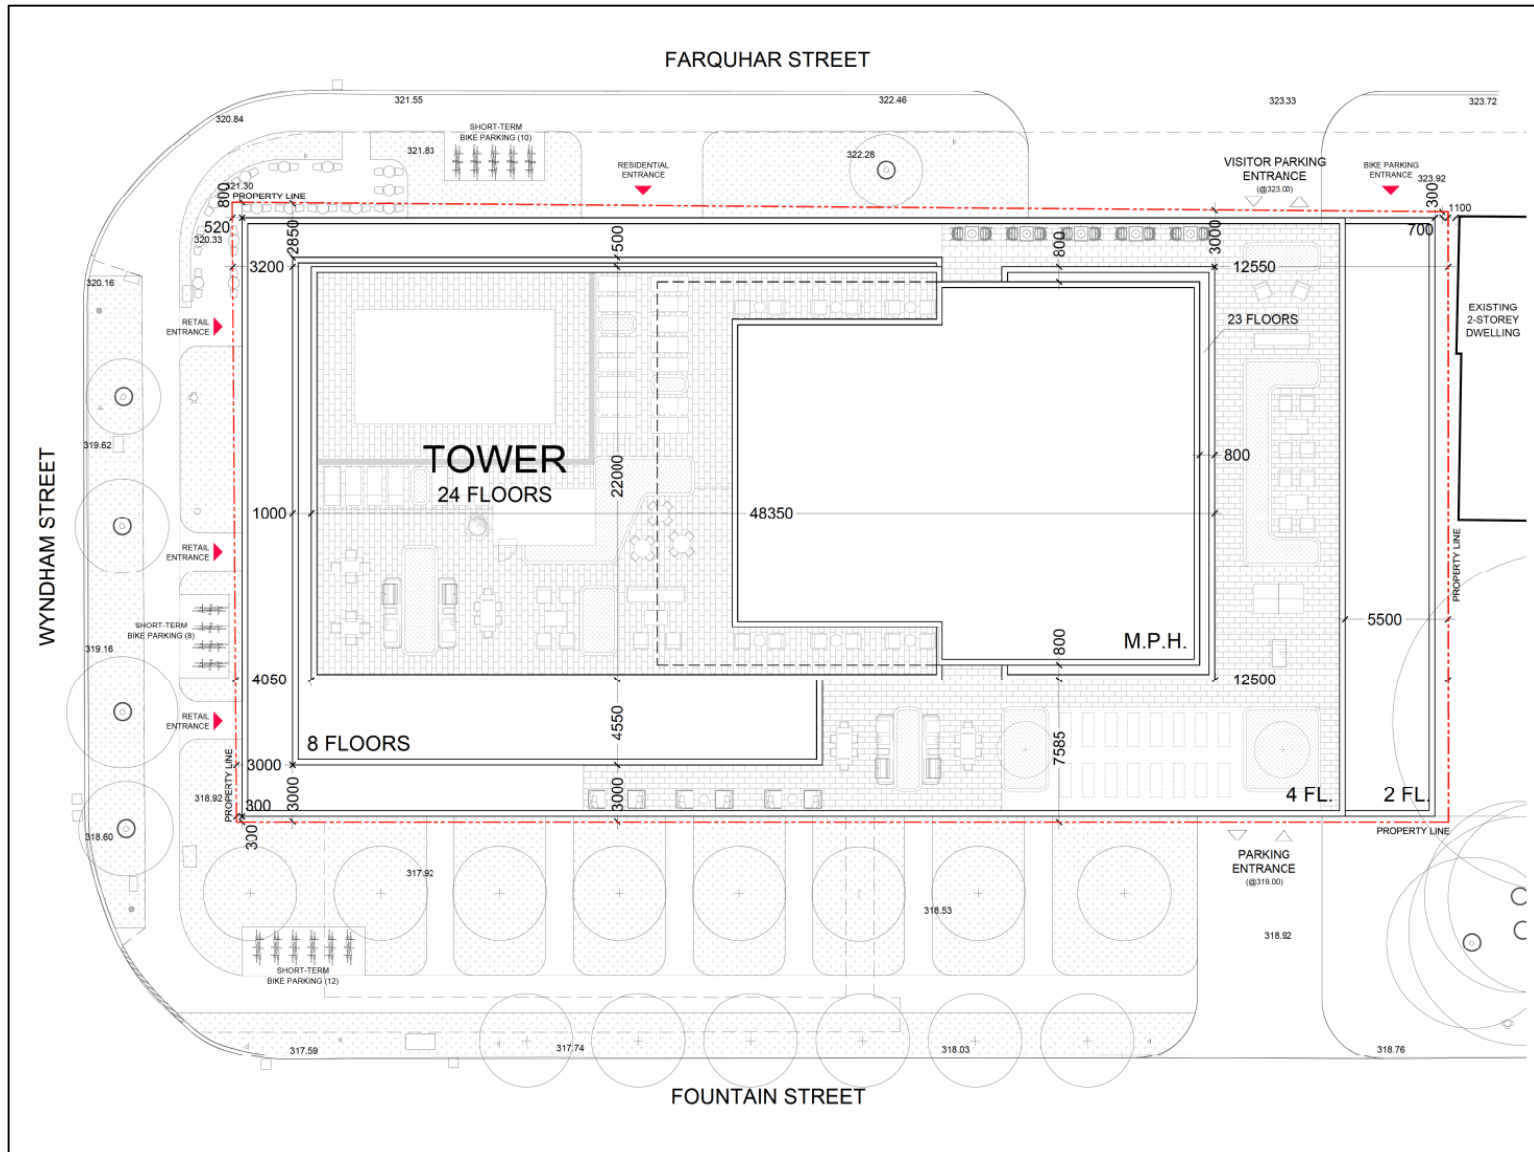 FARQUHAR STREET
321.55
322.46
323.33
323.72
320.84
SHORT-TERM
BIKE PARKING (10)
321.83
322.28
RESIDENTIAL
ENTRANCE
VISITOR PARKING
ENTRANCE
(@323.00)
BIKE PARKING
ENTRANCE
323.92
321.30
PROPERTY LINE
800
300
1100
520
320.33
2850
500
800
3000
700
3200
12550
320.16
RETAIL
ENTRANCE
23 FLOORS
EXISTING
2-STOREY
DWELLING
319.62
TOWER
24 FLOORS
22000
800
1000
48350
WYNDHAM STREET
RETAIL
ENTRANCE
PROPERTY LINE
SHORT-TERM
BIKE PARKING (8)
5500
319.16
M.P.H.
800
4050
12500
RETAIL
ENTRANCE
8 FLOORS
4550
7585
3000
PROPERTY LINE
318.92
300
3000
3000
4 FL.
2 FL.
318.60
300
PROPERTY LINE
PARKING
ENTRANCE
(@319.00)
317.92
318.53
318.92
SHORT-TERM
BIKE PARKING (12)
317.59
317.74
318.03
318.76
FOUNTAIN STREET